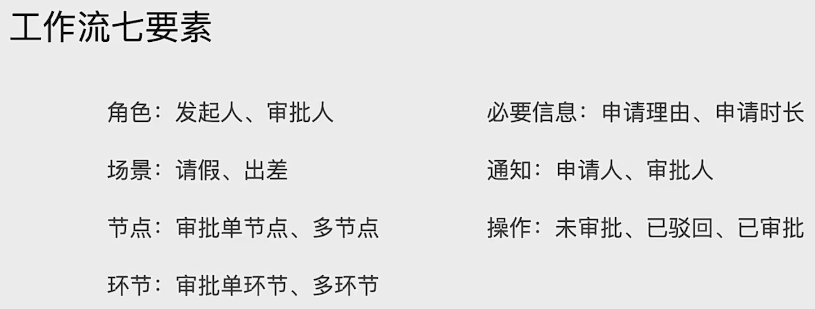 工作流七要素
角色：发起人、审批人
场景：请假、出差
节点：审批单节点、多节点
环节：审批单环节、多环节
必要信息：申请理由、申请时长
通知：申请人、审批人
操作：未审批、已驳回、已审批